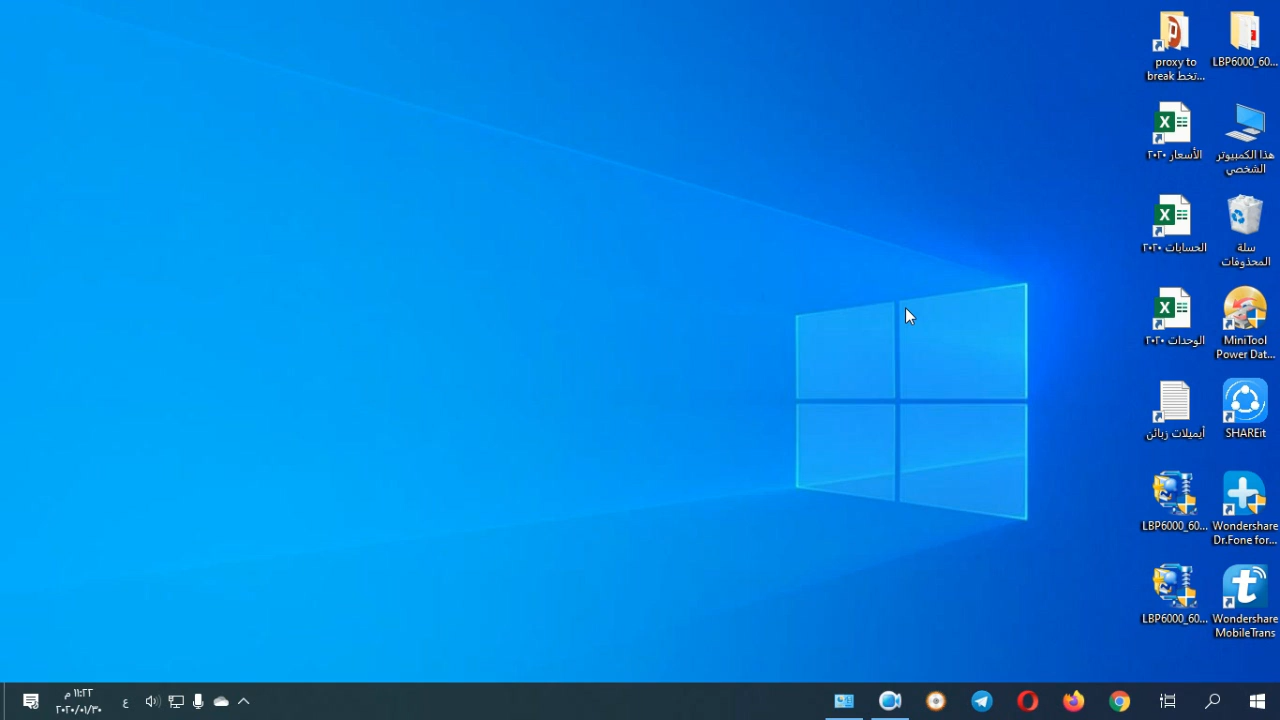 LBP6000_60...
هذا الكمبيوتر
الشخصي
سلة
المحذوفات
MiniTool
Power Dat...
SHAREit
Wondershare
Dr.Fone for...
Wondershare
MobileTrans
proxy to
break تخط...
الأسعار ٢٠٢٠
الحسابات ٢٠٢٠
الوحدات ٢٠٢٠
أيميلات زبائن
LBP6000_60...
LBP6000_60...
ع
١١:٢٢ م
٢٠٢٠/٠١/٣٠